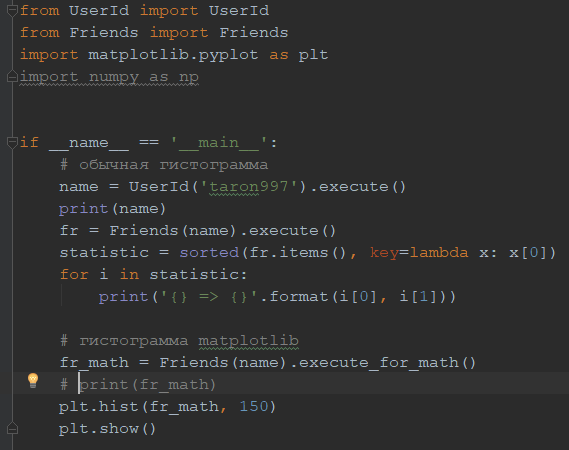 from UserId import UserId
from Friends import Friends
import matplotlib.pyplot as plt
import numpy as np
if __name__ == '__main__':
# обычная гистограмма
name = UserId('taron997').execute()
print(name)
fr = Friends(name).execute()
statistic = sorted(fr.items(), key=lambda x: x[0])
for i in statistic:
print('{} => {}'.format(i[0], i[1]))
# гистограмма matplotlib
fr_math = Friends(name).execute_for_math()
# print(fr_math)
plt.hist(fr_math, 150)
plt.show()